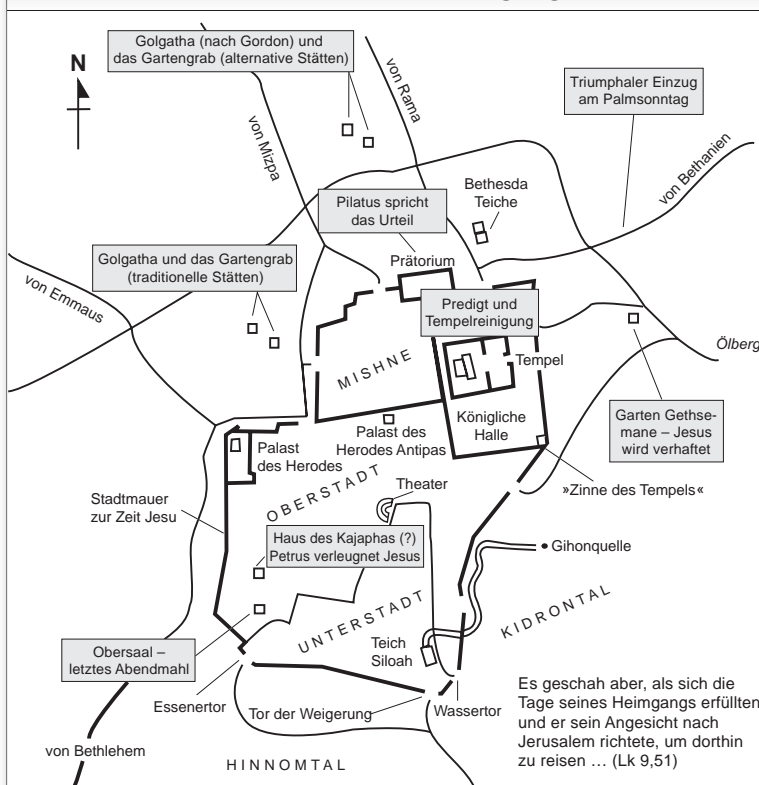 Golgatha (nach Gordon) und
das Gartengrab (alternative Stätten)
N
von Rama
Triumphaler Einzug
am Palmsonntag
von Mizpa
von Bethanien
Bethesda
Teiche
Pilatus spricht
das Urteil
Prätorium
Golgatha und das Gartengrab
(traditionelle Stätten)
von Emmaus
Predigt und
Tempelreinigung
Ölberg
MISHNE
Tempel
Königliche
Halle
Garten Gethse-
mane – Jesus
wird verhaftet
Palast des
Herodes Antipas
Palast
des Herodes
»Zinne des Tempels«
Stadtmauer
zur Zeit Jesu
OBERSTADT
Theater
Haus des Kajaphas (?)
Petrus verleugnet Jesus
Gihonquelle
UNTERSTADT
KIDRONTAL
Obersaal –
letztes Abendmahl
Teich
Siloah
Essenertor
Tor der Weigerung
Wassertor
von Bethlehem
HINNOMTAL
Es geschah aber, als sich die
Tage seines Heimgangs erfüllten
und er sein Angesicht nach
Jerusalem richtete, um dorthin
zu reisen … (Lk 9,51)